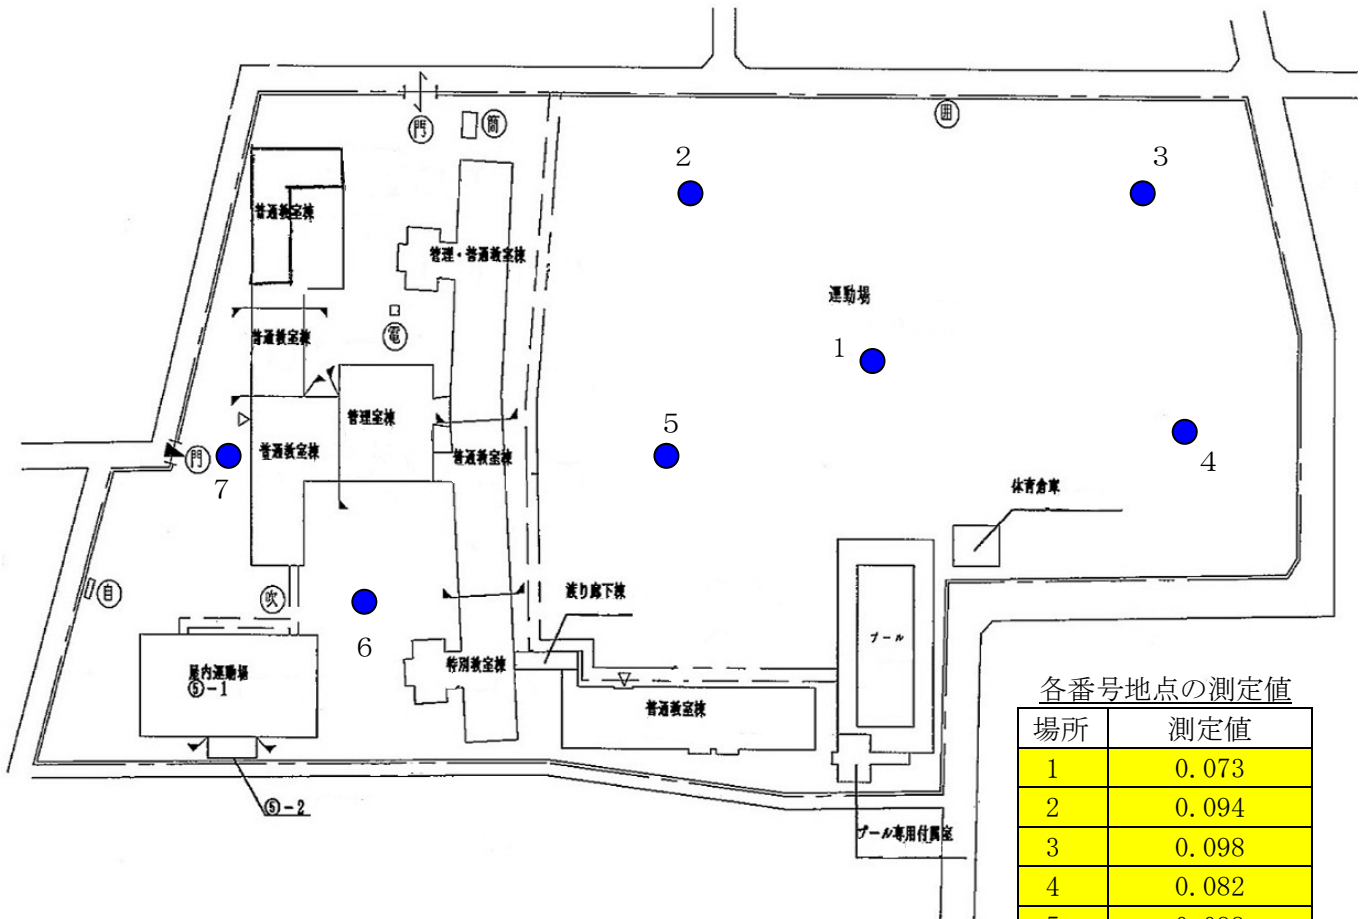 門
簡
囲
2
3
普通教室棟
管理・普通教室棟
運動場
電
普通教室棟
1
管理室棟
5
普通教室棟
普通教室棟
門
4
7
体育倉庫
自
吹
渡り廊下棟
6
プール
屋内運動場
⑤-1
特別教室棟
普通教室棟
⑤-2
プール専用付属室
各番号地点の測定値
場所 測定値
1 0.073
2 0.094
3 0.098
4 0.082